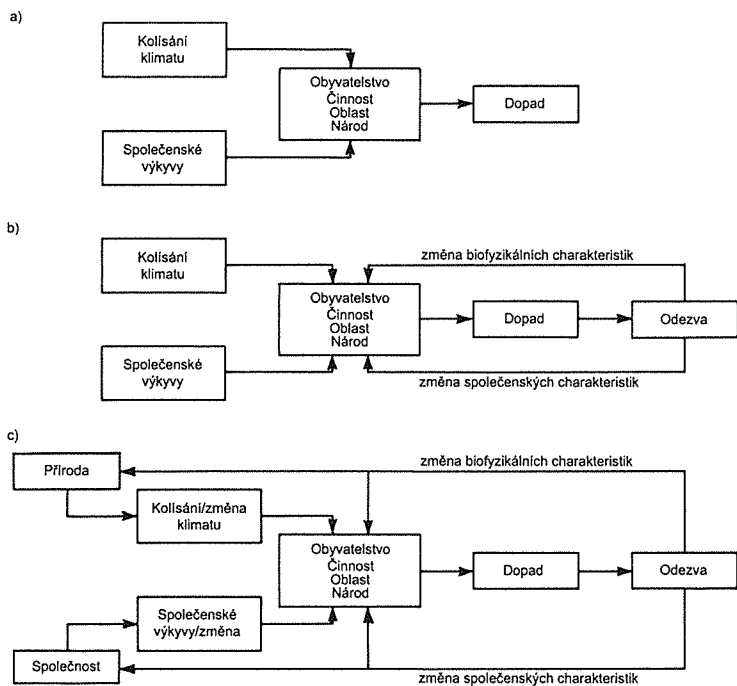 a)
Kolísání
klimatu
Obyvatelstvo
Činnost
Oblast
Národ
Dopad
Společenské
výkyvy
b)
změna biofyzikálních charakteristik
Kolísání
klimatu
Obyvatelstvo
Činnost
Oblast
Národ
Dopad
Odezva
Společenské
výkyvy
změna společenských charakteristik
c)
změna biofyzikálních charakteristik
Příroda
Kolísání/změna
klimatu
Obyvatelstvo
Činnost
Oblast
Národ
Dopad
Odezva
Společenské
výkyvy/změna
Společnost
změna společenských charakteristik